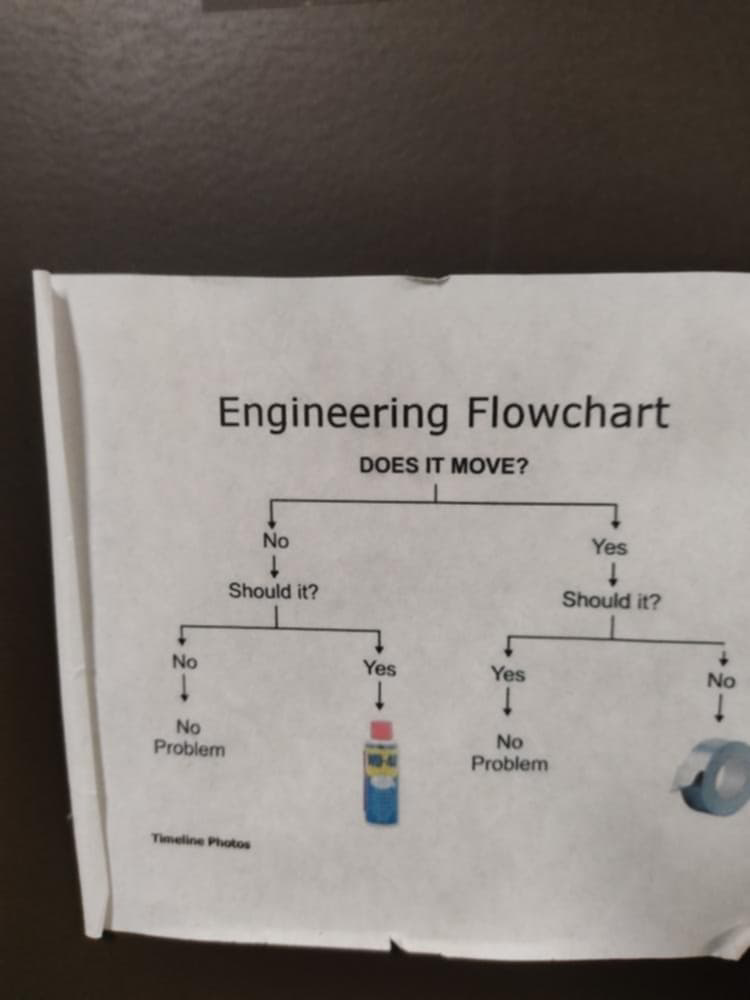 Engineering Flowchart
DOES IT MOVE?
No
Yes
Should it?
Should it?
No
Yes
Yes
No
No
Problem
No
Problem
WD-40
Timeline Photos